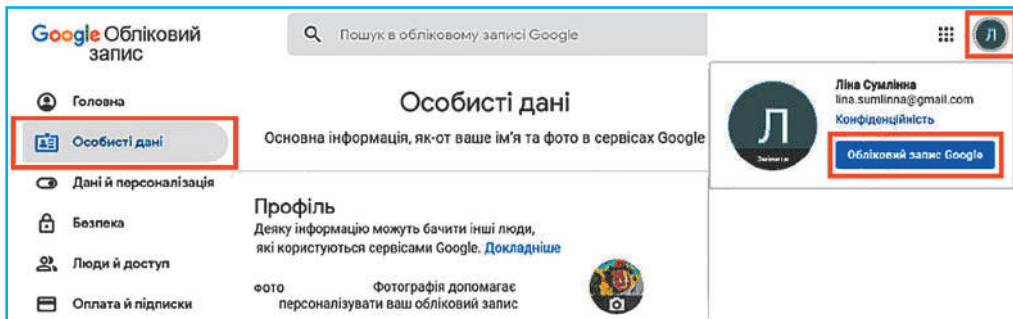 Google Обліковий
запис
Пошук в обліковому записі Google
Л
Головна
Особисті дані
Дані й персоналізація
Безпека
Люди й доступ
Оплата й підписки
Особисті дані
Основна інформація, як-от ваше ім'я та фото в сервісах Google
Профіль
Деяку інформацію можуть бачити інші люди,
які користуються сервісами Google. Докладніше
ФОТО Фотографія допомагає
персоналізувати ваш обліковий запис
Л
Змінити
Ліна Сумлінна
lina.sumlinna@gmail.com
Конфіденційність
Обліковий запис Google